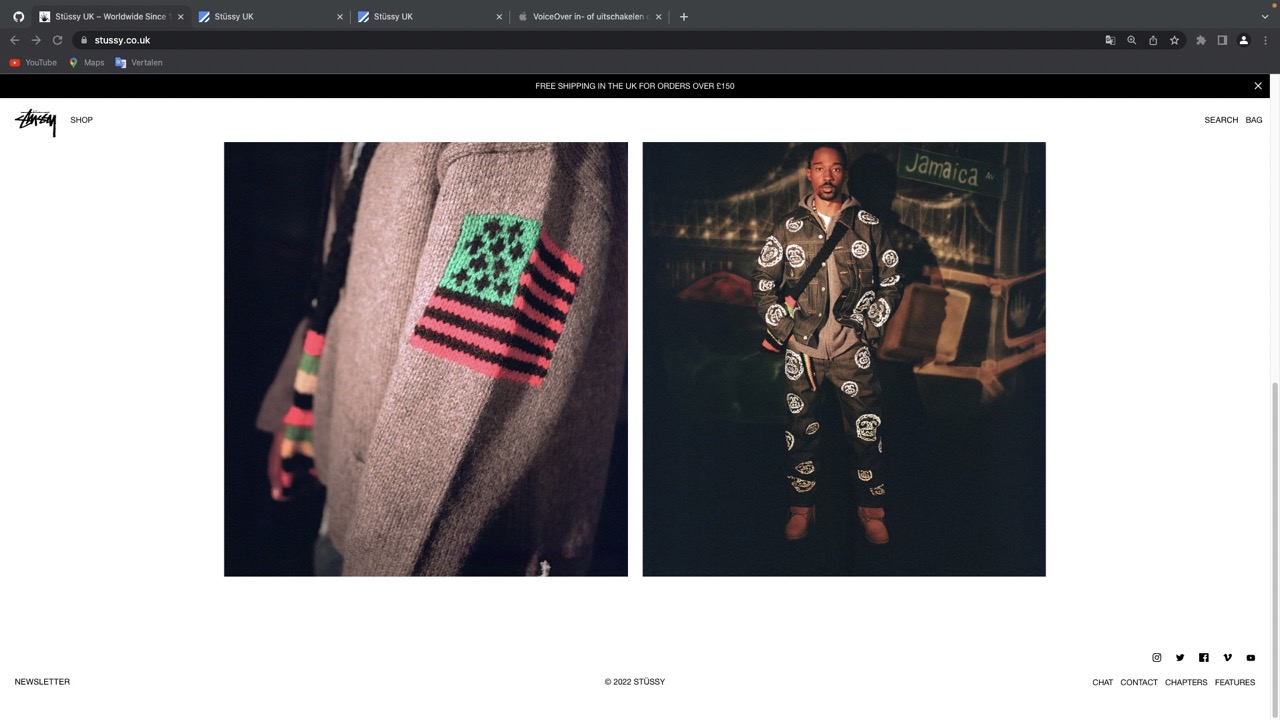 Stüssy UK – Worldwide Since 1
Stüssy UK
Stüssy UK
VoiceOver in- of uitschakelen
stussy.co.uk
YouTube Maps Vertalen
FREE SHIPPING IN THE UK FOR ORDERS OVER £150
Stüssy SHOP SEARCH BAG
Jamaica AV.
NEWSLETTER © 2022 STÜSSY CHAT CONTACT CHAPTERS FEATURES